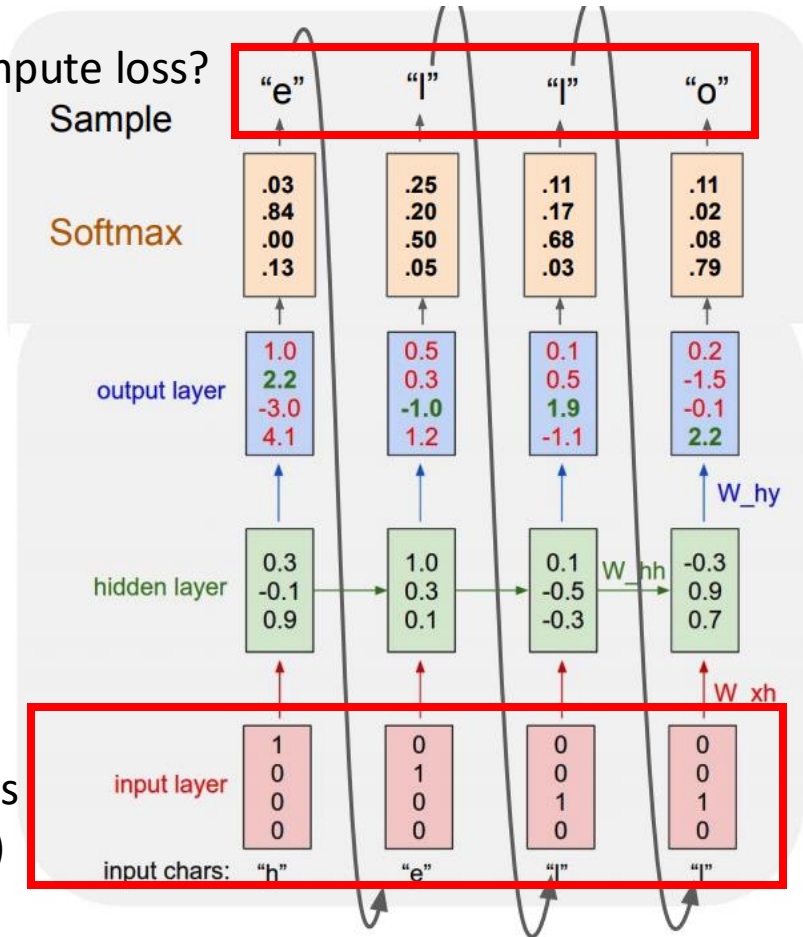 mpute loss?
"e" "l" "l" "o"
Sample
.03 .25 .11 .11
.84 .20 .17 .02
Softmax
.00 .50 .68 .08
.13 .05 .03 .79
1.0 0.5 0.1 0.2
output layer 2.2 0.3 0.5 -1.5
-3.0 -1.0 1.9 -0.1
4.1 1.2 -1.1 2.2
W_hy
0.3 1.0 0.1 W_hh -0.3
hidden layer -0.1 0.3 -0.5 0.9
0.9 0.1 -0.3 0.7
W_xh
1 0 0 0
input layer 0 1 0 0
s 0 0 1 1
) 0 0 0 0
input chars: "h" "e" "l" "l"